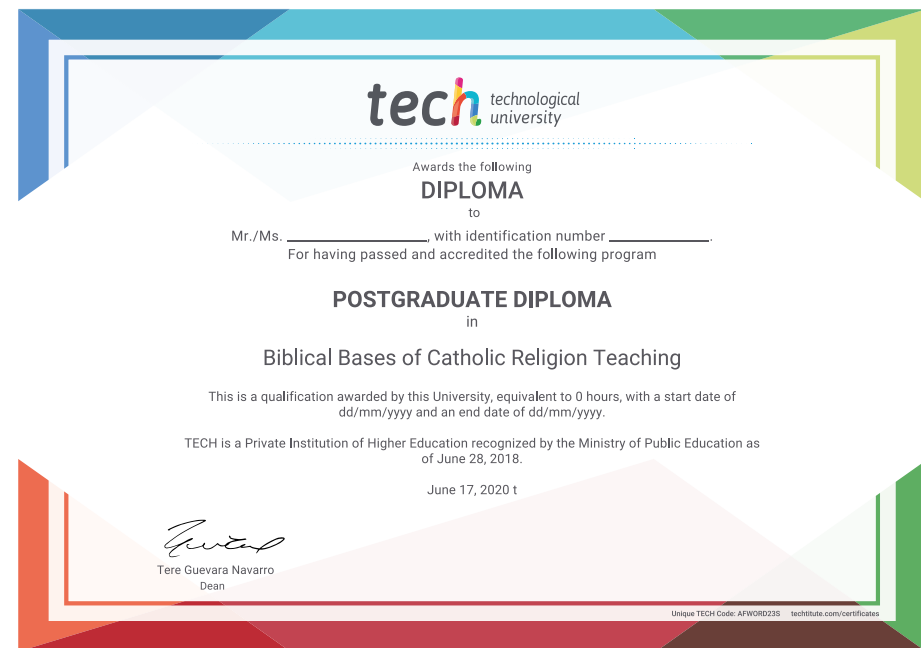 tech technological
university
Awards the following
DIPLOMA
to
Mr./Ms. ____________________, with identification number ______________.
For having passed and accredited the following program
POSTGRADUATE DIPLOMA
in
Biblical Bases of Catholic Religion Teaching
This is a qualification awarded by this University, equivalent to 0 hours, with a start date of
dd/mm/yyyy and an end date of dd/mm/yyyy.
TECH is a Private Institution of Higher Education recognized by the Ministry of Public Education as
of June 28, 2018.
June 17, 2020 t
Tere Guevara Navarro
Dean
Unique TECH Code: AFWORD23S techtitute.com/certificates